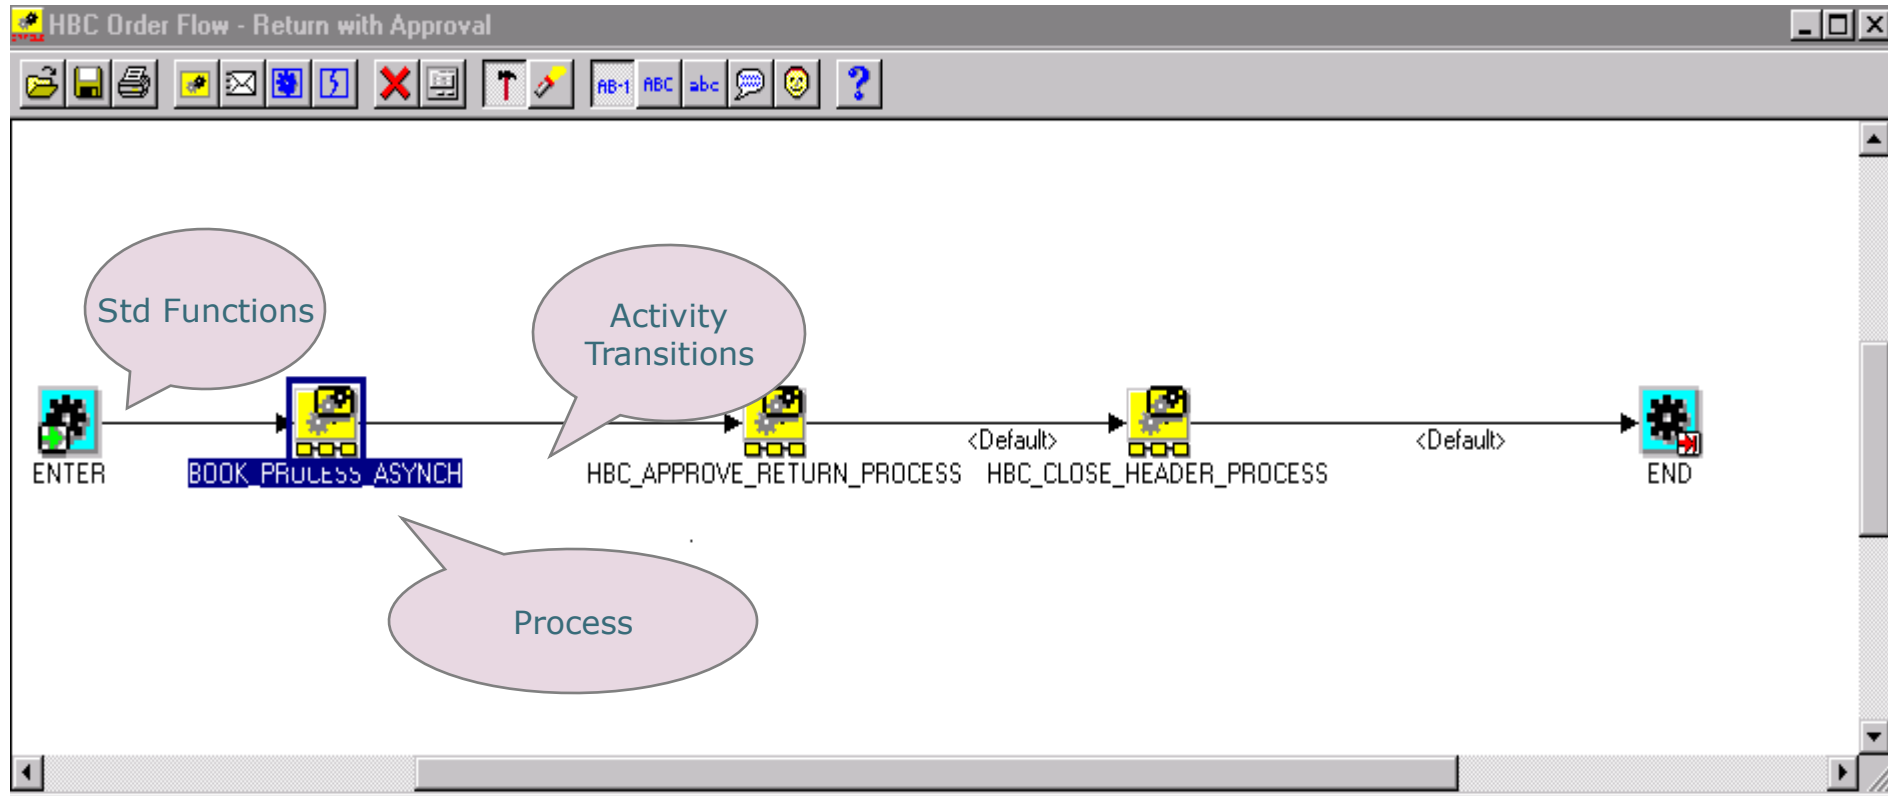 HBC Order Flow - Return with Approval
AB-1 ABC abc ?
Std Functions
Activity
Transitions
<Default> <Default>
ENTER BOOK_PROCESS_ASYNCH HBC_APPROVE_RETURN_PROCESS HBC_CLOSE_HEADER_PROCESS END
Process